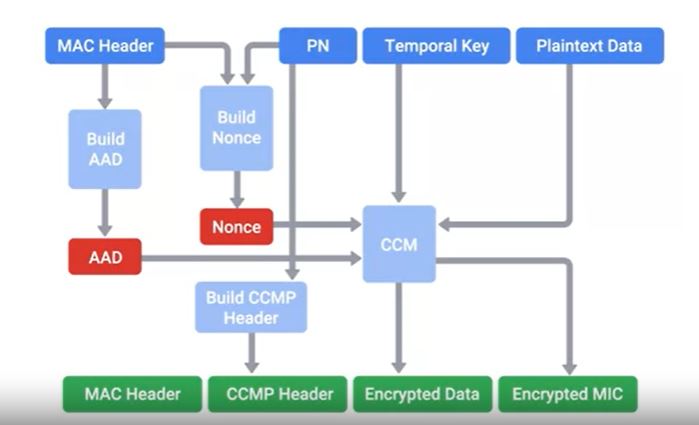 MAC Header
PN
Temporal Key
Plaintext Data
Build
AAD
Build
Nonce
Nonce
CCM
AAD
Build CCMP
Header
MAC Header
CCMP Header
Encrypted Data
Encrypted MIC